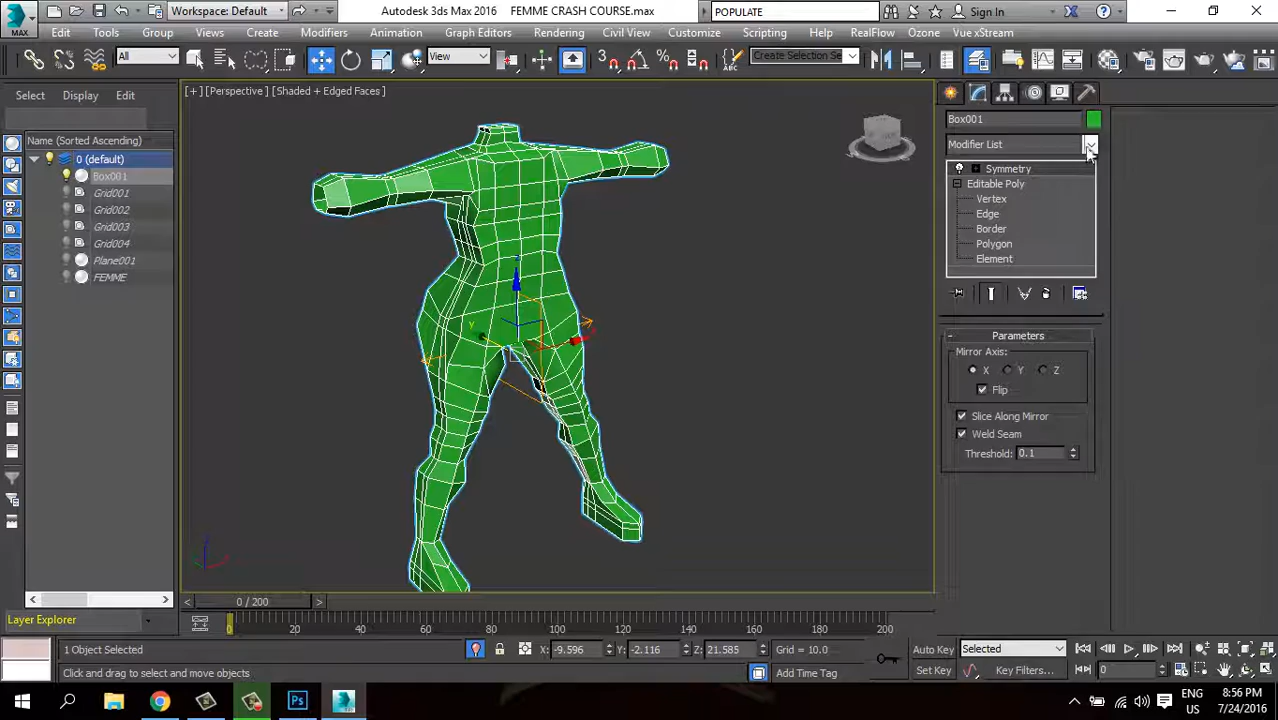 MAX
Workspace: Default
Autodesk 3ds Max 2016 FEMME CRASH COURSE.max
POPULATE
Sign In
Edit Tools Group Views Create Modifiers Animation Graph Editors Rendering Civil View Customize Scripting Help RealFlow Ozone Vue xStream
All View Create Selection Se
Select Display Edit
[+] [Perspective] [Shaded + Edged Faces]
Name (Sorted Ascending)
0 (default)
Box001
Grid001
Grid002
Grid003
Grid004
Plane001
FEMME
Box001
Modifier List
Symmetry
Editable Poly
Vertex
Edge
Border
Polygon
Element
Parameters
Mirror Axis:
X Y Z
Flip
Slice Along Mirror
Weld Seam
Threshold: 0.1
0 / 200
Layer Explorer
0 20 40 60 80 100 120 140 160 180 200
1 Object Selected X: -9.596 Y: -2.116 Z: 21.585 Grid = 10.0 Auto Key Selected
Click and drag to select and move objects Add Time Tag Set Key Key Filters... 0
ENG 8:56 PM
US 7/24/2016